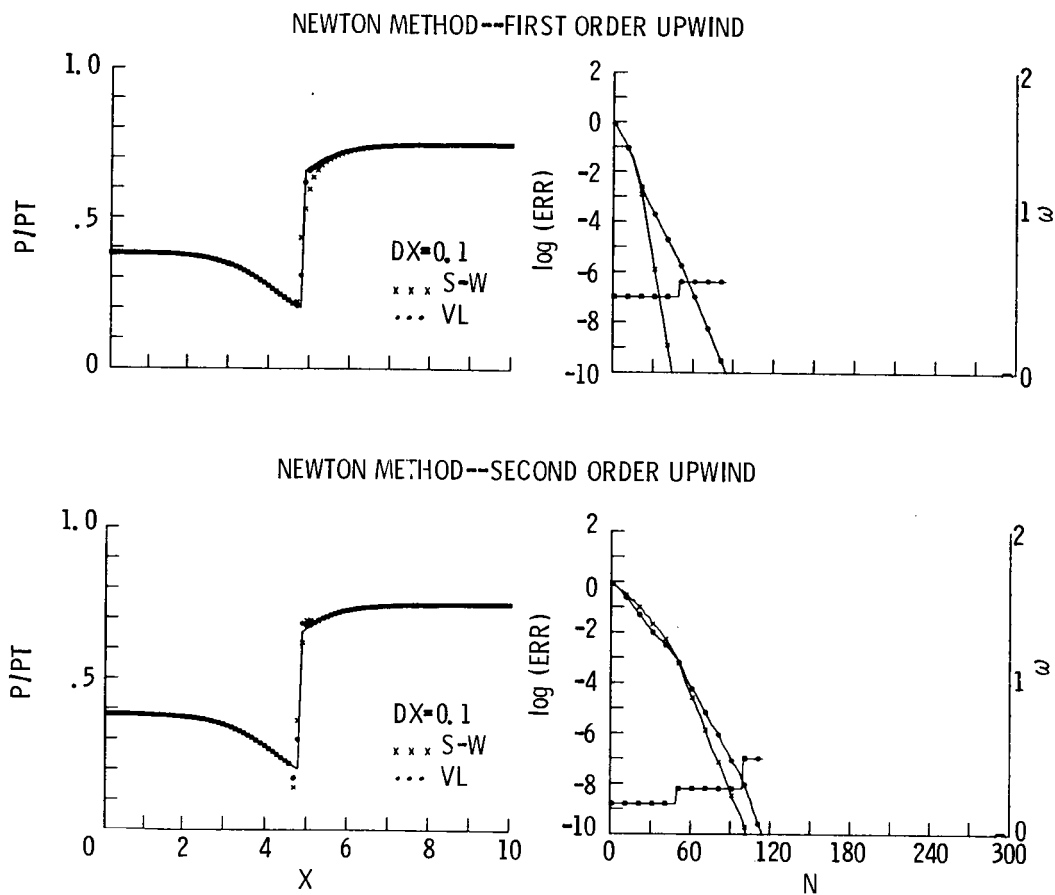 NEWTON METHOD--FIRST ORDER UPWIND
1.0
.5
0
P/PT
DX=0.1
x x x S-W
... VL
2
0
-2
-4
-6
-8
-10
log (ERR)
2
1
0
ω
NEWTON METHOD--SECOND ORDER UPWIND
1.0
.5
0
P/PT
DX=0.1
x x x S-W
... VL
2 4 6 8 10
X
2
0
-2
-4
-6
-8
-10
log (ERR)
0 60 120 180 240 300
N
2
1
0
ω